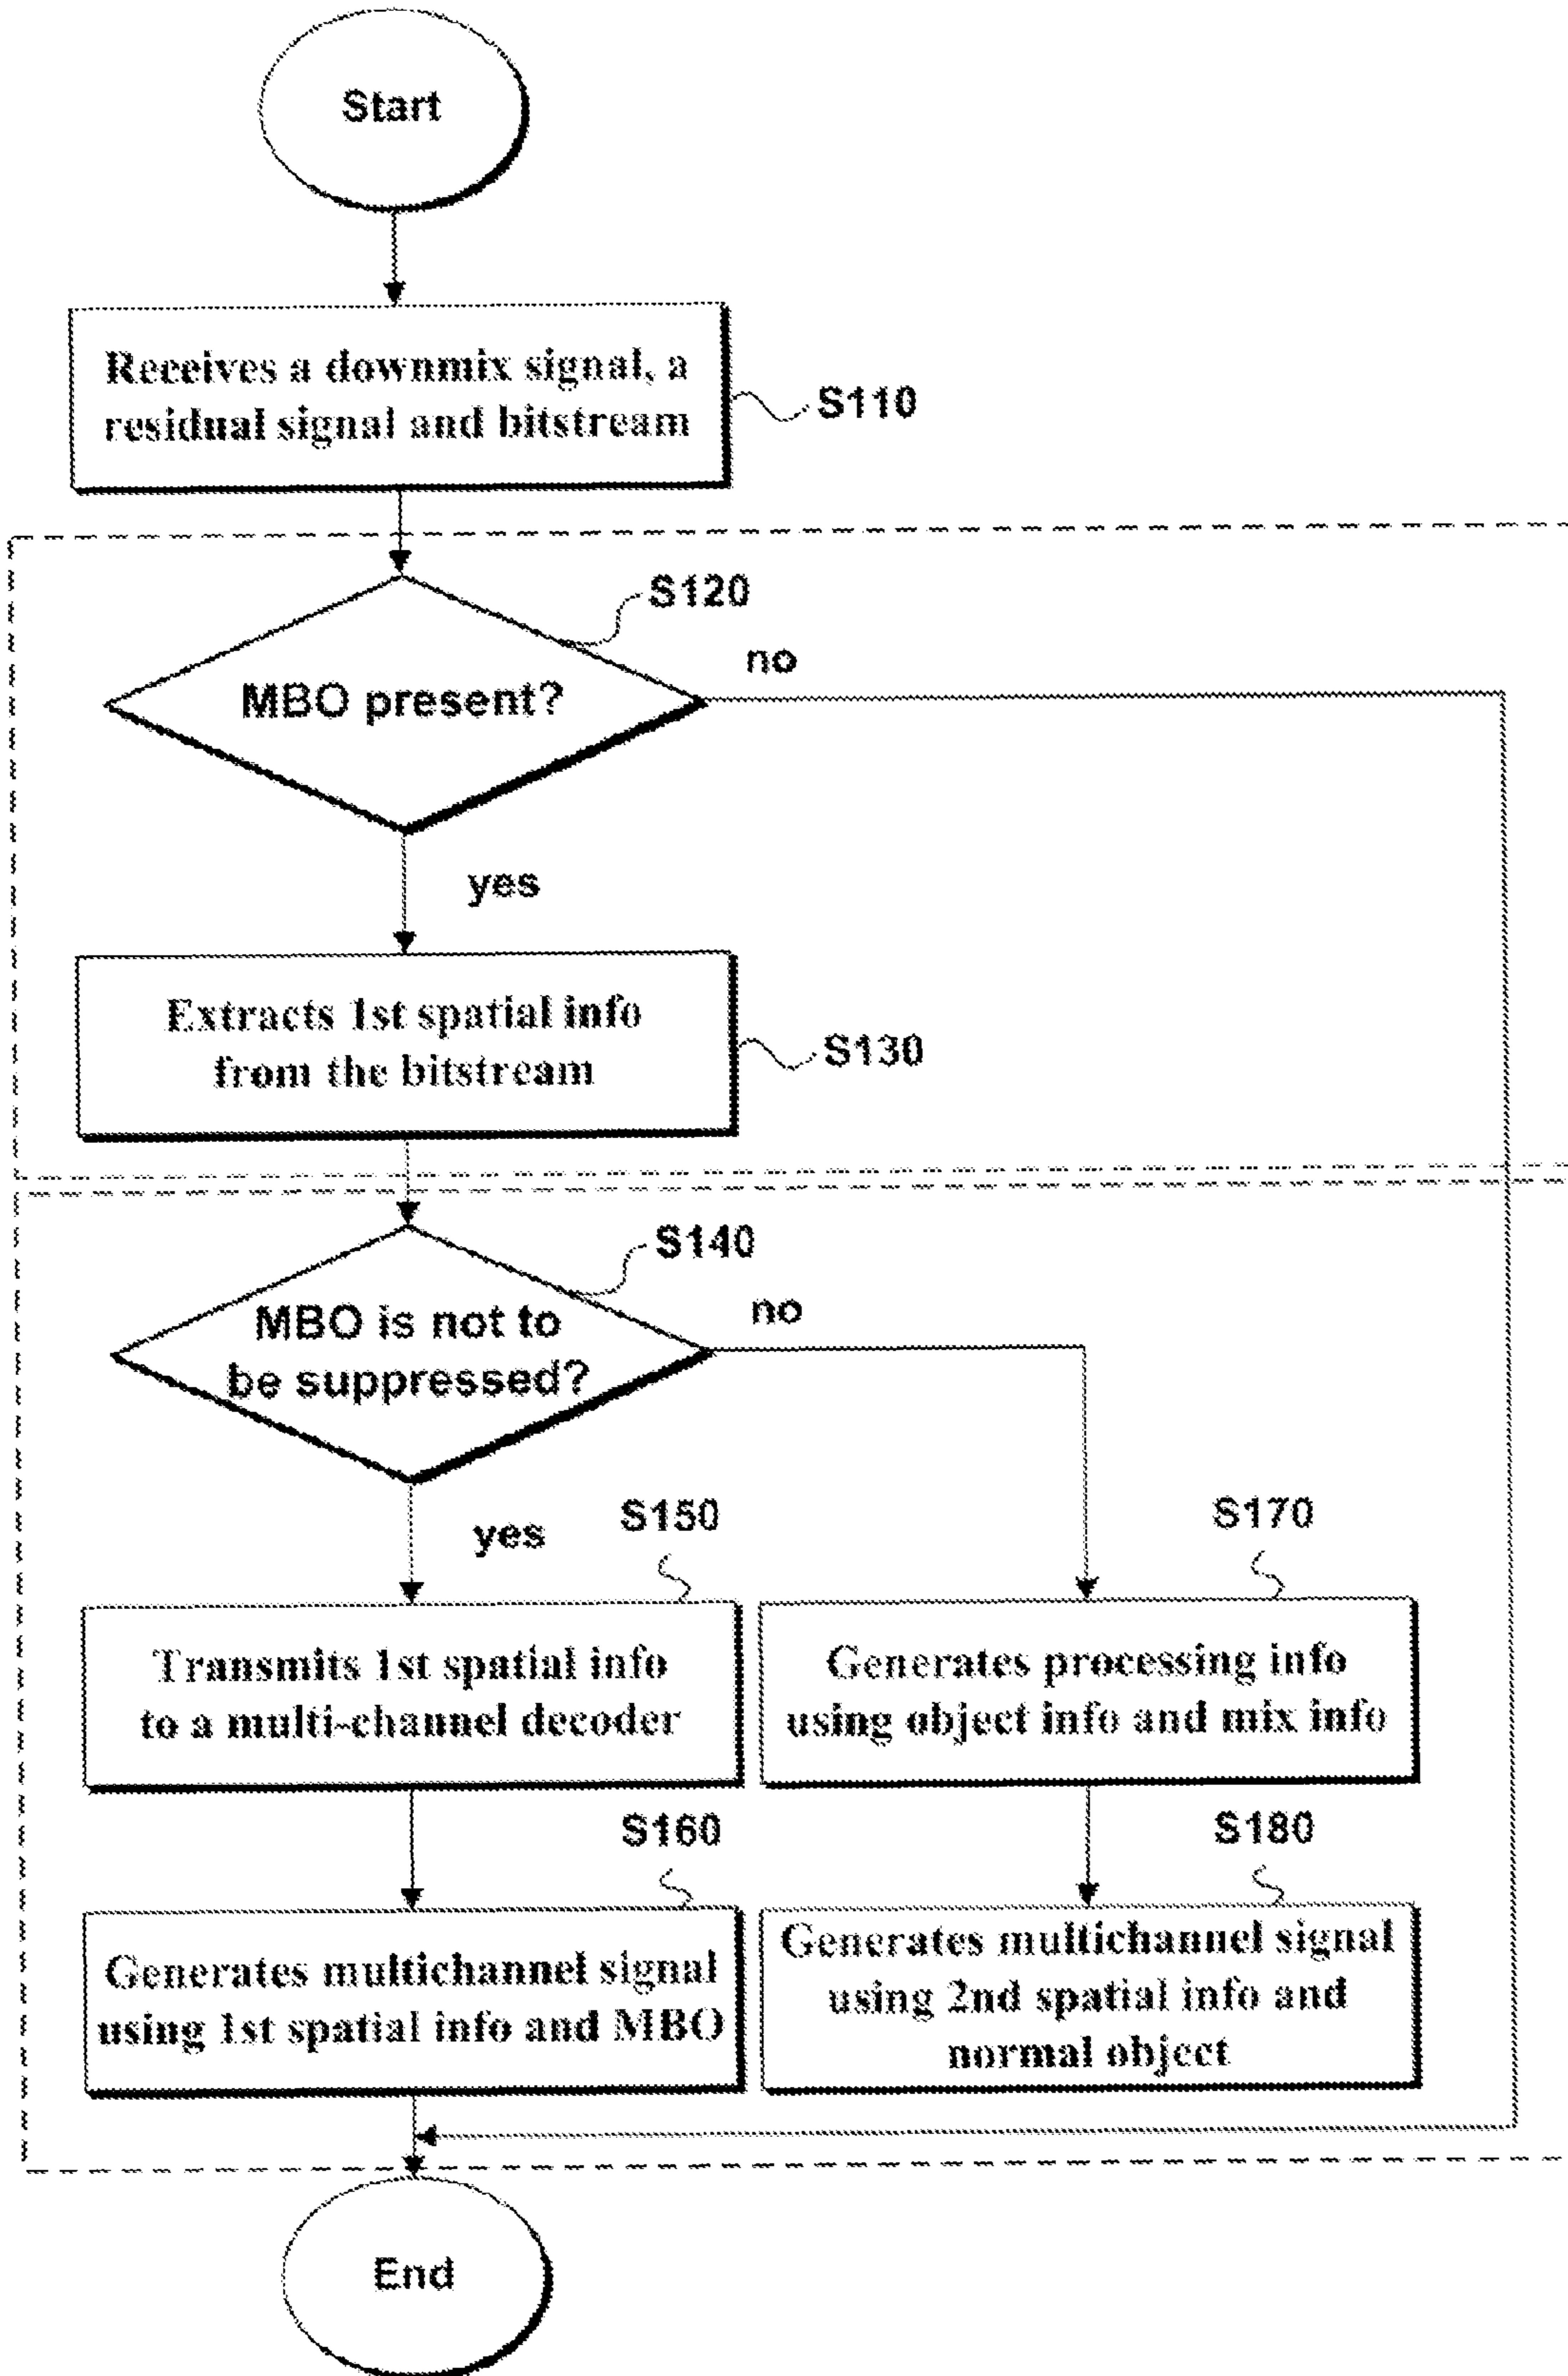 Start
Receives a downmix signal, a
residual signal and bitstream
S110
S120
no
MBO present?
yes
Extracts 1st spatial info
from the bitstream
S130
S140
no
MBO is not to
be suppressed?
yes
S150
S170
Transmits 1st spatial info
to a multi-channel decoder
Generates processing info
using object info and mix info
S160
S180
Generates multichannel signal
using 1st spatial info and MBO
Generates multichannel signal
using 2nd spatial info and
normal object
End